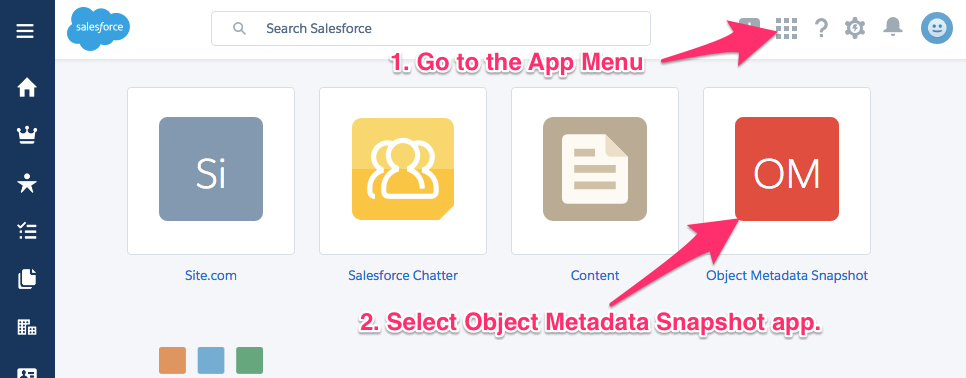 salesforce
Search Salesforce
1. Go to the App Menu
Si
OM
Site.com
Salesforce Chatter
Content
Object Metadata Snapshot
2. Select Object Metadata Snapshot app.